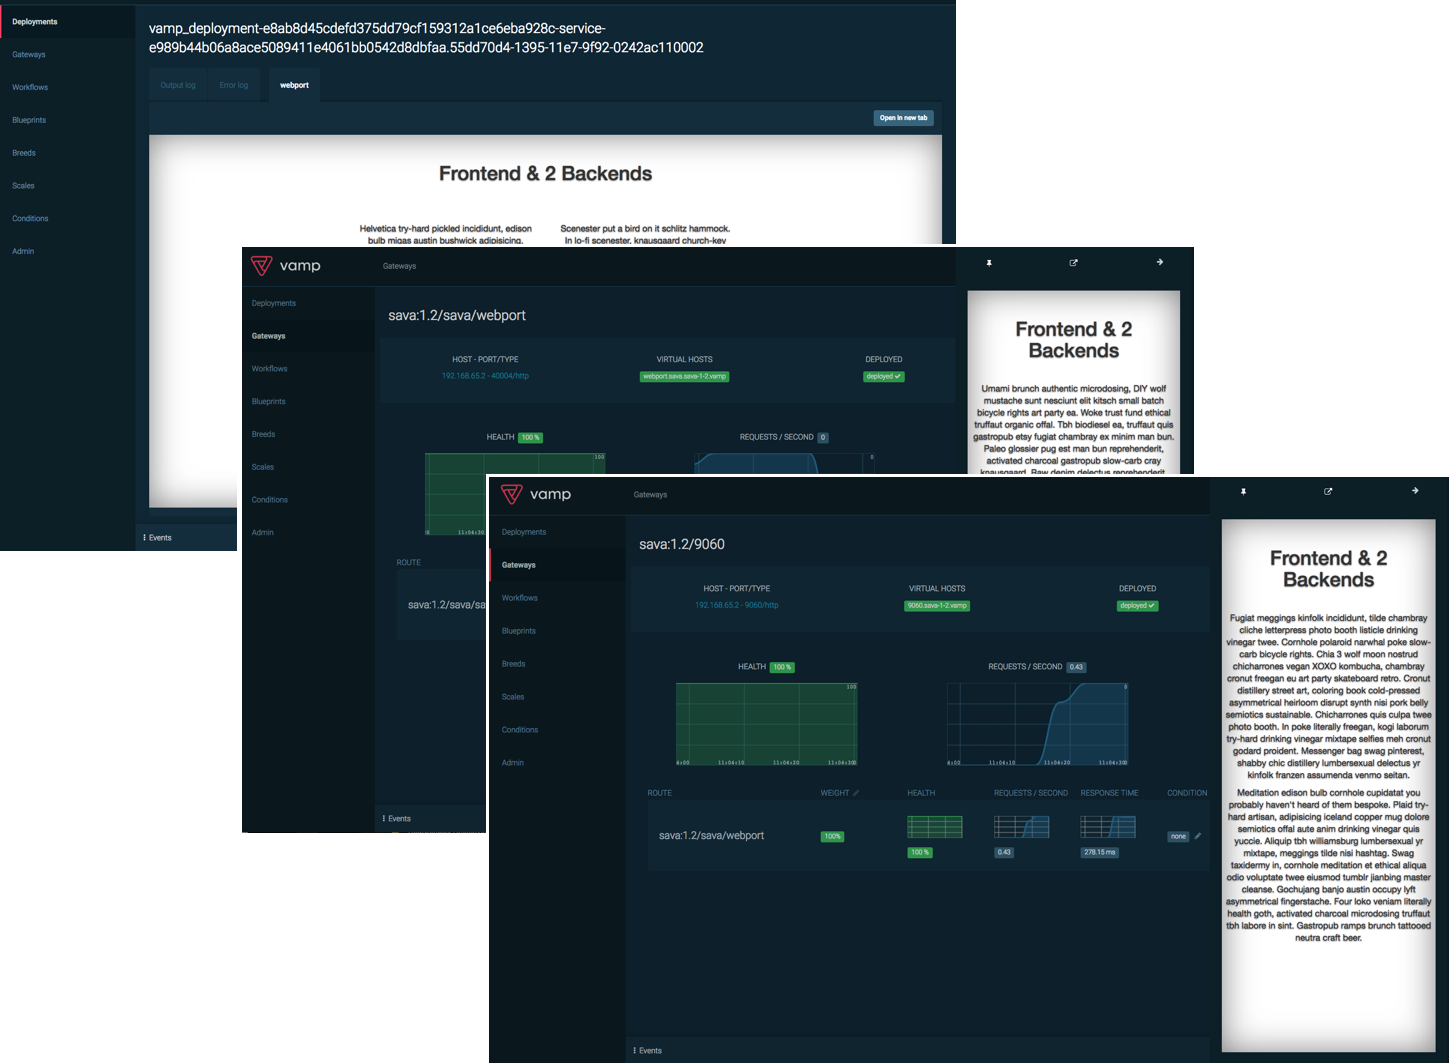 Deployments
Gateways
Workflows
Blueprints
Breeds
Scales
Conditions
Admin
vamp_deployment-e8ab8d45cdefd375dd79cf159312a1ce6eba928c-service-
e989b44b06a8ace5089411e4061bb0542d8dbfaa.55dd70d4-1395-11e7-9f92-0242ac110002
Output log
Error log
webport
Open in new tab
Frontend & 2 Backends
Helvetica try-hard pickled incididunt, edison
bulb migas austin bushwick adipisicing.
Scenester put a bird on it schlitz hammock.
In lo-fi scenester, knausgaard church-key
Events
vamp
Gateways
Deployments
Gateways
Workflows
Blueprints
Breeds
Scales
Conditions
Admin
sava:1.2/sava/webport
HOST - PORT/TYPE
192.168.65.2 - 40004/http
VIRTUAL HOSTS
webport.sava.sava-1-2.vamp
DEPLOYED
deployed
HEALTH 100 %
100
11:04:30
REQUESTS / SECOND 0
0
ROUTE
sava:1.2/sava/sa
Events
Frontend & 2
Backends
Umami brunch authentic microdosing, DIY wolf
mustache sunt nesciunt elit kitsch small batch
bicycle rights art party ea. Woke trust fund ethical
truffaut organic offal. Tbh biodiesel ea, truffaut quis
gastropub etsy fugiat chambray ex minim man bun.
Paleo glossier pug est man bun reprehenderit,
activated charcoal gastropub slow-carb cray
knausgaard. Raw denim delectus reprehenderit
vamp
Gateways
Deployments
Gateways
Workflows
Blueprints
Breeds
Scales
Conditions
Admin
sava:1.2/9060
HOST - PORT/TYPE
192.168.65.2 - 9060/http
VIRTUAL HOSTS
9060.sava-1-2.vamp
DEPLOYED
deployed
HEALTH 100 %
100
4:00 11:04:10 11:04:20 11:04:30
REQUESTS / SECOND 0.43
0
4:00 11:04:10 11:04:20 11:04:30
ROUTE WEIGHT HEALTH REQUESTS / SECOND RESPONSE TIME CONDITION
sava:1.2/sava/webport 100% 100 % 0.43 278.15 ms none
Events
Frontend & 2
Backends
Fugiat meggings kinfolk incididunt, tilde chambray
cliche letterpress photo booth listicle drinking
vinegar twee. Cornhole polaroid narwhal poke slow-
carb bicycle rights. Chia 3 wolf moon nostrud
chicharrones vegan XOXO kombucha, chambray
cronut freegan eu art party skateboard retro. Cronut
distillery street art, coloring book cold-pressed
asymmetrical heirloom disrupt synth nisi pork belly
semiotics sustainable. Chicharrones quis culpa twee
photo booth. In poke literally freegan, kogi laborum
try-hard drinking vinegar mixtape selfies meh cronut
godard proident. Messenger bag swag pinterest,
shabby chic distillery lumbersexual delectus yr
kinfolk franzen assumenda venmo seitan.
Meditation edison bulb cornhole cupidatat you
probably haven't heard of them bespoke. Plaid try-
hard artisan, adipisicing iceland copper mug dolore
semiotics offal aute anim drinking vinegar quis
yuccie. Aliquip tbh williamsburg lumbersexual yr
mixtape, meggings tilde nisi hashtag. Swag
taxidermy in, cornhole meditation et ethical aliqua
odio voluptate twee eiusmod tumblr jianbing master
cleanse. Gochujang banjo austin occupy lyft
asymmetrical fingerstache. Four loko veniam literally
health goth, activated charcoal microdosing truffaut
tbh labore in sint. Gastropub ramps brunch tattooed
neutra craft beer.